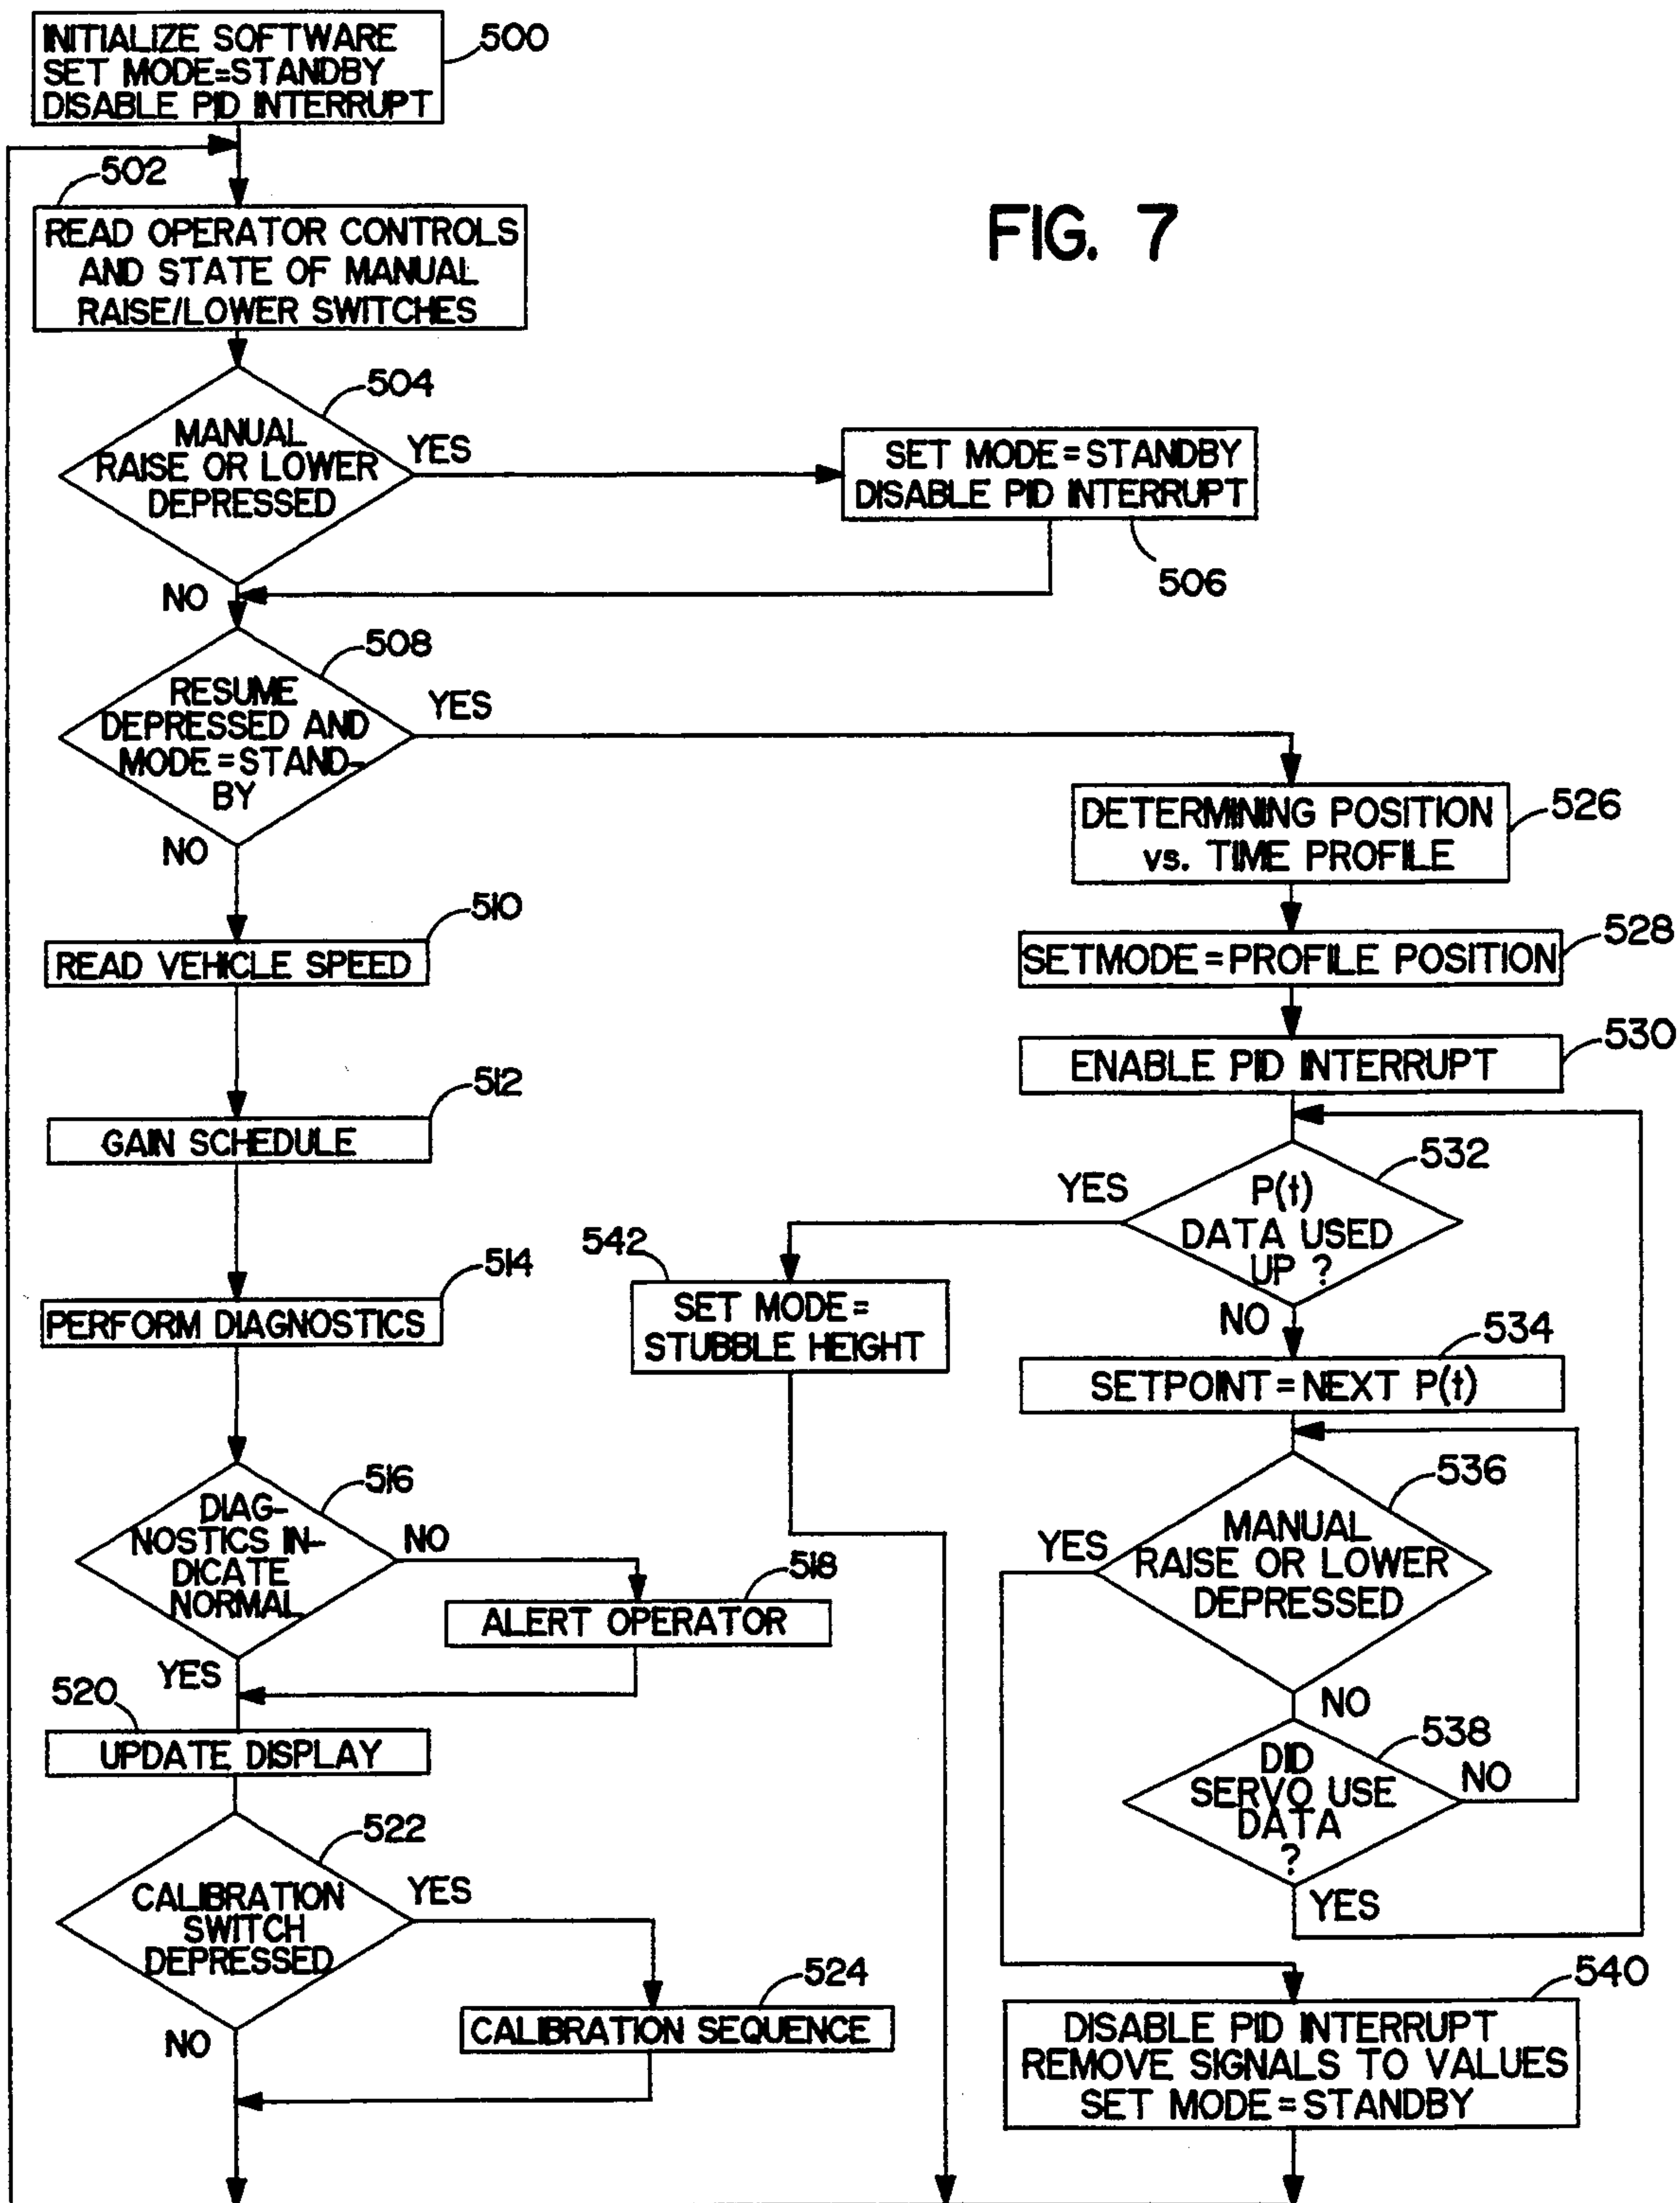 INITIALIZE SOFTWARE
SET MODE=STANDBY
DISABLE PID INTERRUPT
500
502
READ OPERATOR CONTROLS
AND STATE OF MANUAL
RAISE/LOWER SWITCHES
FIG. 7
504
MANUAL
RAISE OR LOWER
DEPRESSED
YES
NO
SET MODE=STANDBY
DISABLE PID INTERRUPT
506
508
RESUME
DEPRESSED AND
MODE=STAND-
BY
YES
NO
510
READ VEHICLE SPEED
512
GAIN SCHEDULE
514
PERFORM DIAGNOSTICS
516
DIAG-
NOSTICS IN-
DICATE
NORMAL
NO
YES
518
ALERT OPERATOR
520
UPDATE DISPLAY
522
CALIBRATION
SWITCH
DEPRESSED
YES
NO
524
CALIBRATION SEQUENCE
DETERMINING POSITION
vs. TIME PROFILE
526
SETMODE=PROFILE POSITION
528
ENABLE PID INTERRUPT
530
532
P(t)
DATA USED
UP ?
YES
NO
542
SET MODE=
STUBBLE HEIGHT
534
SETPOINT=NEXT P(t)
536
MANUAL
RAISE OR LOWER
DEPRESSED
YES
NO
538
DID
SERVO USE
DATA
?
NO
YES
540
DISABLE PID INTERRUPT
REMOVE SIGNALS TO VALUES
SET MODE=STANDBY